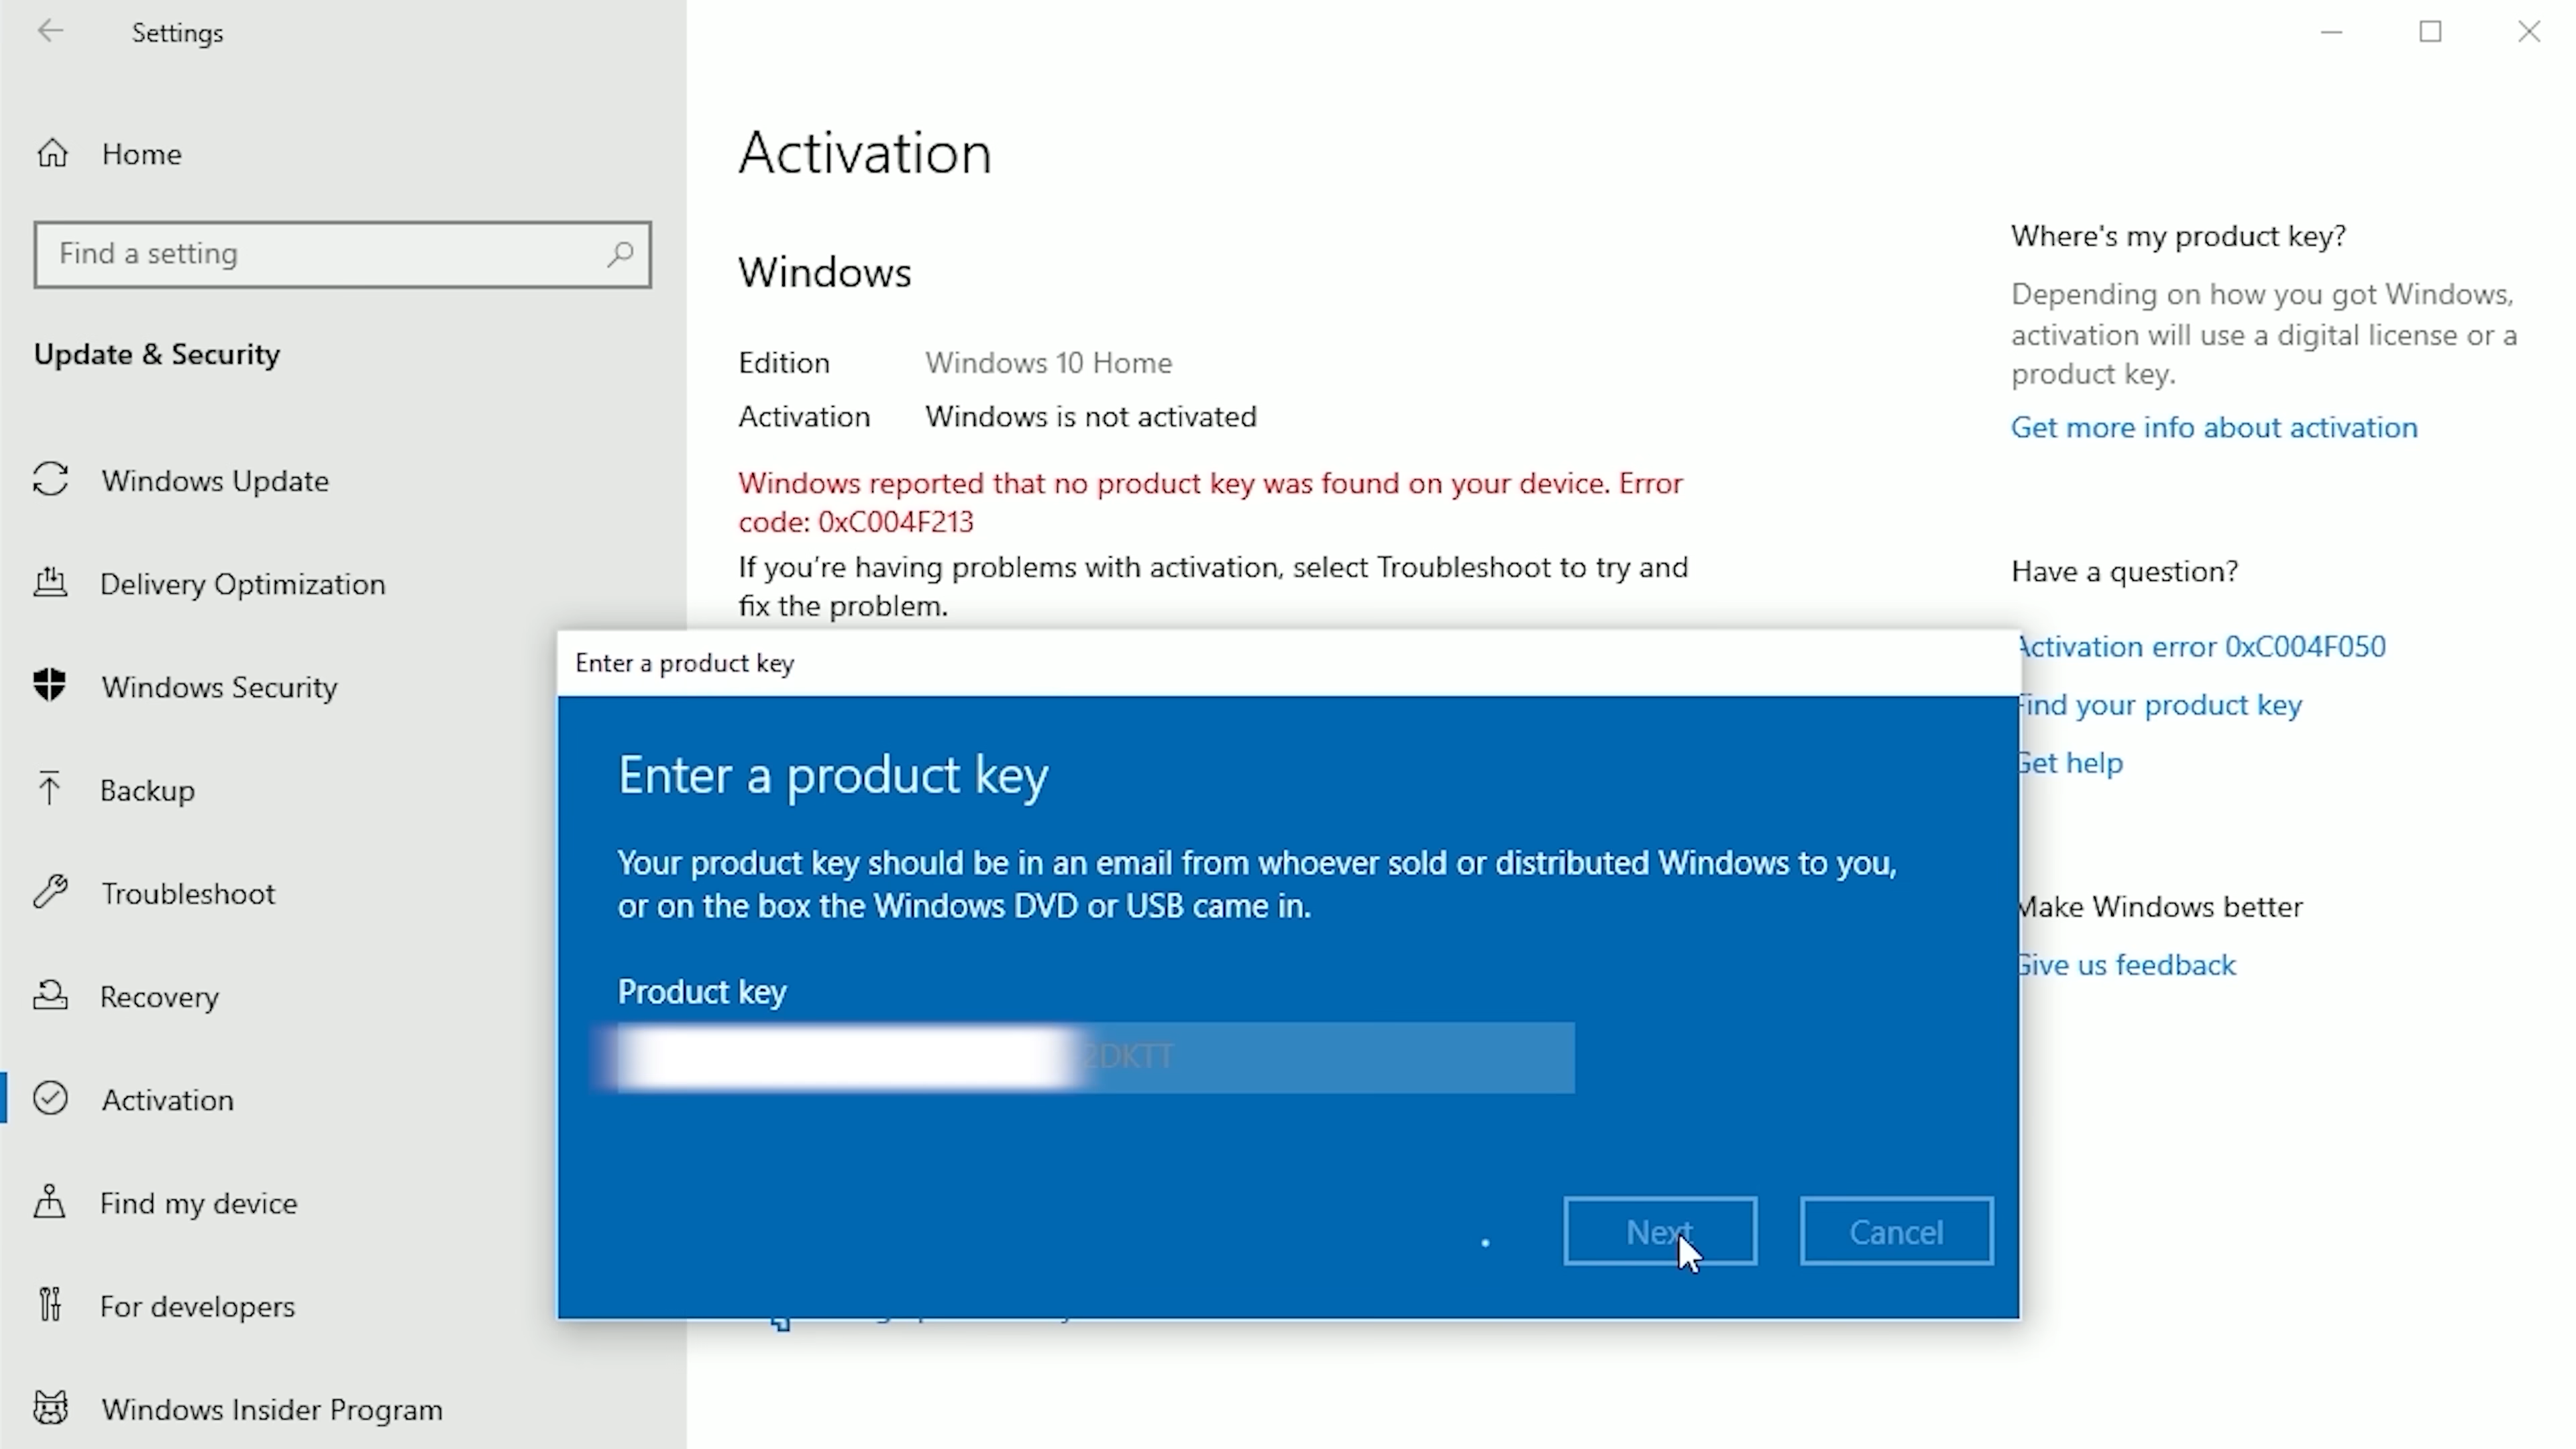 Settings
Home
Find a setting
Update & Security
Windows Update
Delivery Optimization
Windows Security
Backup
Troubleshoot
Recovery
Activation
Find my device
For developers
Windows Insider Program
Activation
Windows
Edition Windows 10 Home
Activation Windows is not activated
Windows reported that no product key was found on your device. Error
code: 0xC004F213
If you're having problems with activation, select Troubleshoot to try and
fix the problem.
Enter a product key
Enter a product key
Your product key should be in an email from whoever sold or distributed Windows to you,
or on the box the Windows DVD or USB came in.
Product key
2DKTT
Next
Cancel
Where's my product key?
Depending on how you got Windows,
activation will use a digital license or a
product key.
Get more info about activation
Have a question?
Activation error 0xC004F050
Find your product key
Get help
Make Windows better
Give us feedback